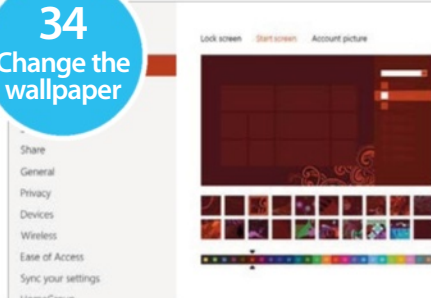 34
Change the
wallpaper
Lock screen Start screen Account picture
Share
General
Privacy
Devices
Wireless
Ease of Access
Sync your settings
HomeGroup